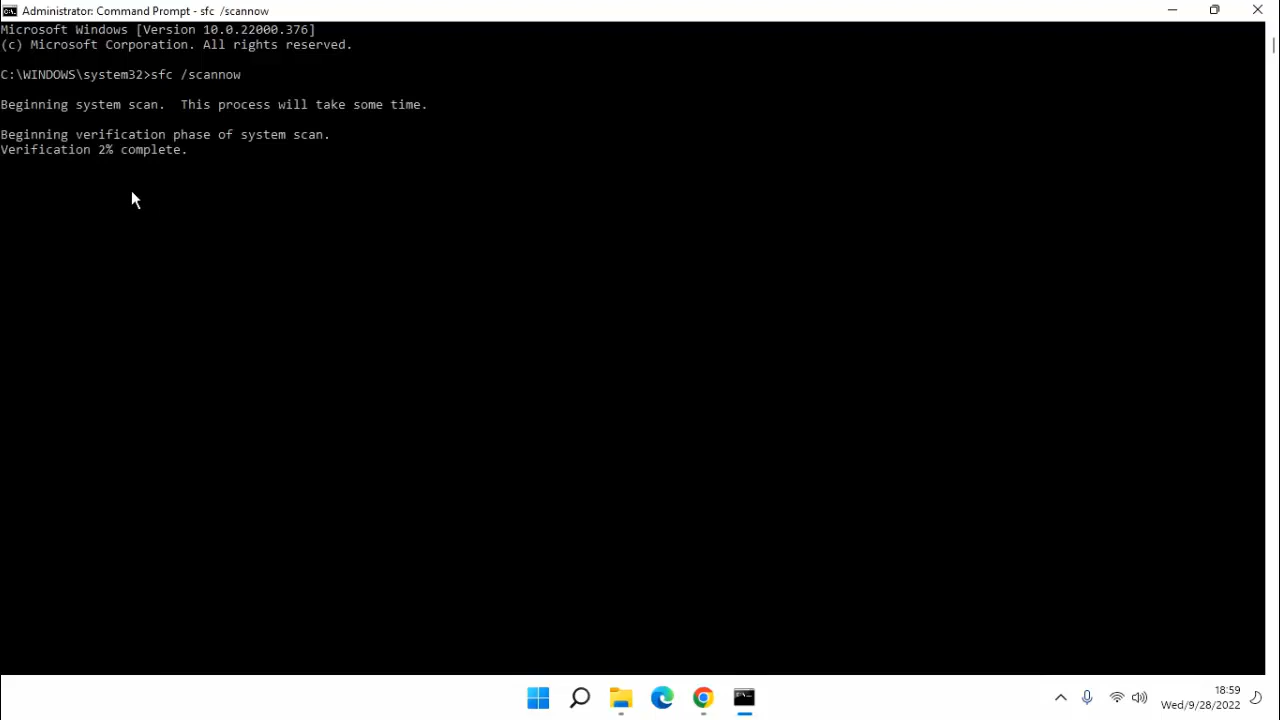 Administrator: Command Prompt - sfc  /scannow
Microsoft Windows [Version 10.0.22000.376]
(c) Microsoft Corporation. All rights reserved.
C:\WINDOWS\system32>sfc /scannow
Beginning system scan.  This process will take some time.
Beginning verification phase of system scan.
Verification 2% complete.
18:59
Wed/9/28/2022